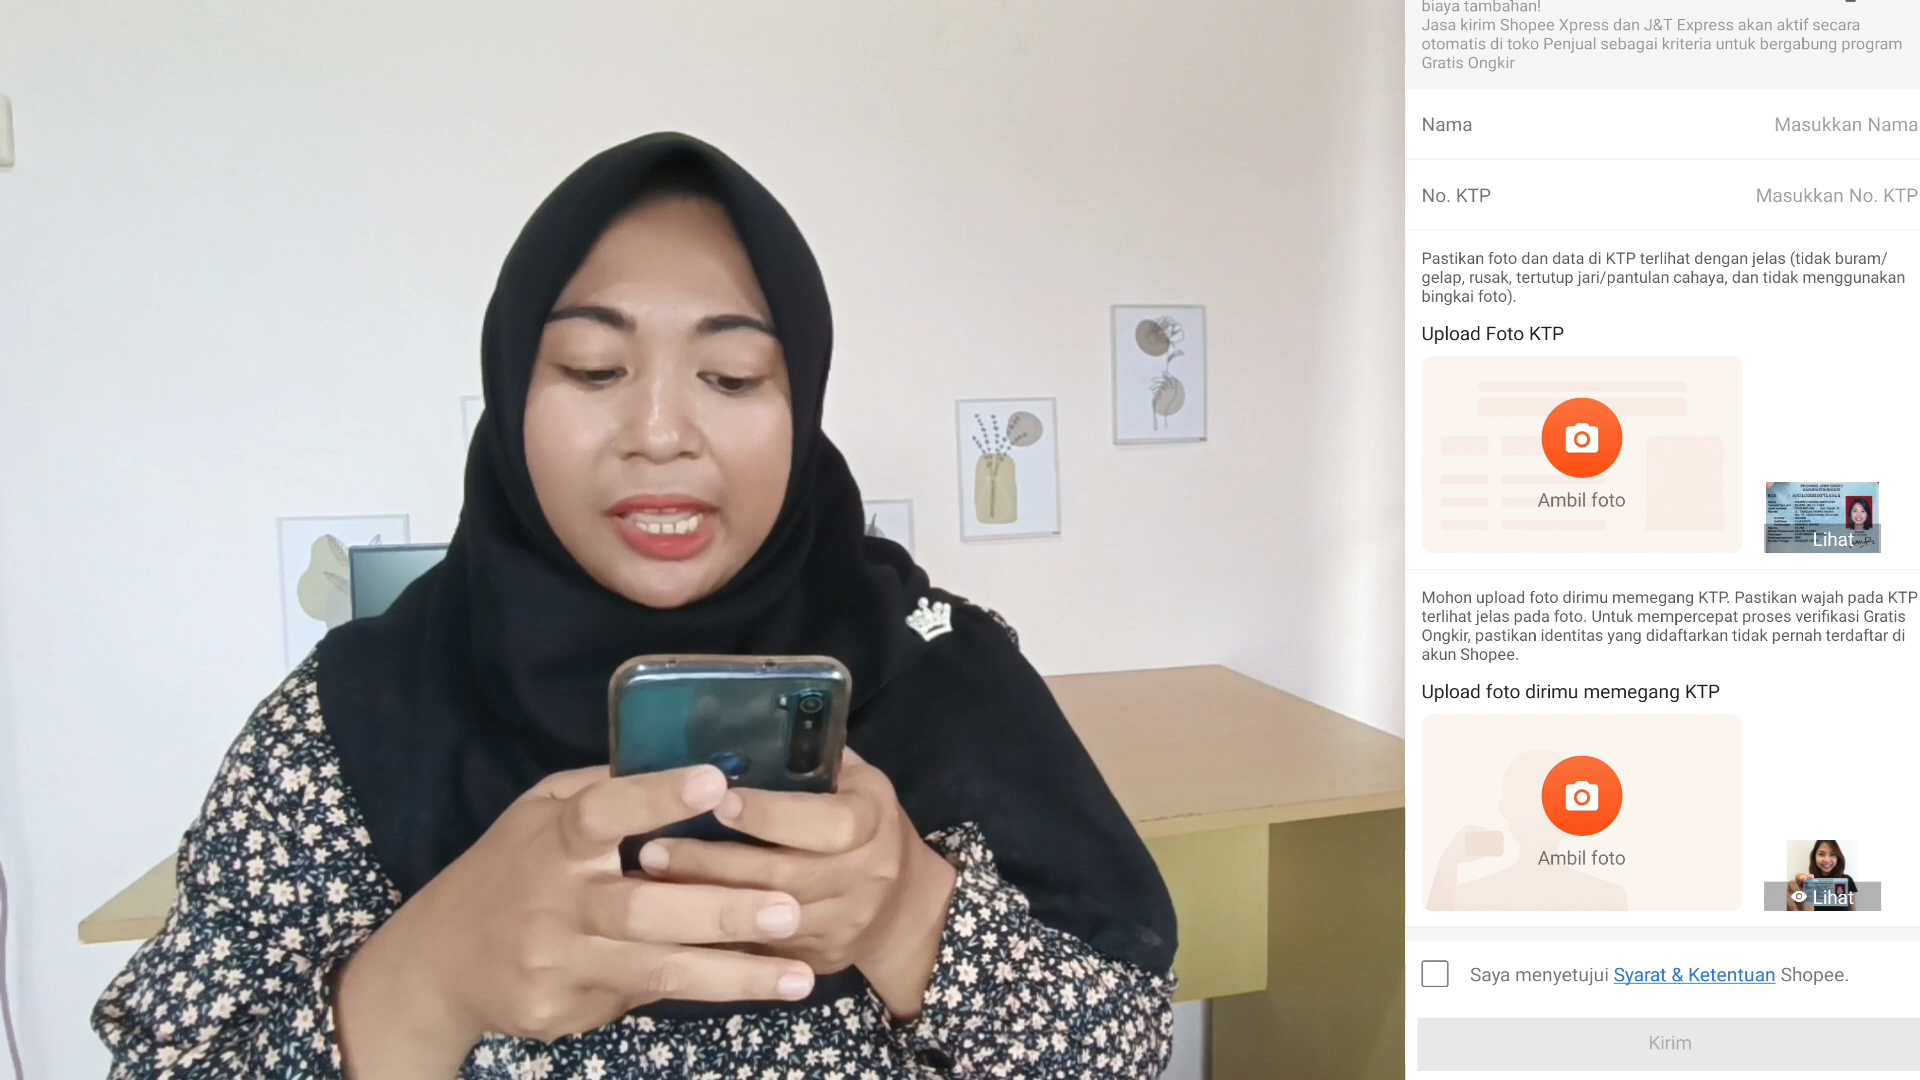 biaya tambahan!
Jasa kirim Shopee Xpress dan J&T Express akan aktif secara
otomatis di toko Penjual sebagai kriteria untuk bergabung program
Gratis Ongkir
Nama
Masukkan Nama
No. KTP
Masukkan No. KTP
Pastikan foto dan data di KTP terlihat dengan jelas (tidak buram/
gelap, rusak, tertutup jari/pantulan cahaya, dan tidak menggunakan
bingkai foto).
Upload Foto KTP
Ambil foto
Lihat
Mohon upload foto dirimu memegang KTP. Pastikan wajah pada KTP
terlihat jelas pada foto. Untuk mempercepat proses verifikasi Gratis
Ongkir, pastikan identitas yang didaftarkan tidak pernah terdaftar di
akun Shopee.
Upload foto dirimu memegang KTP
Ambil foto
Lihat
Saya menyetujui Syarat & Ketentuan Shopee.
Kirim